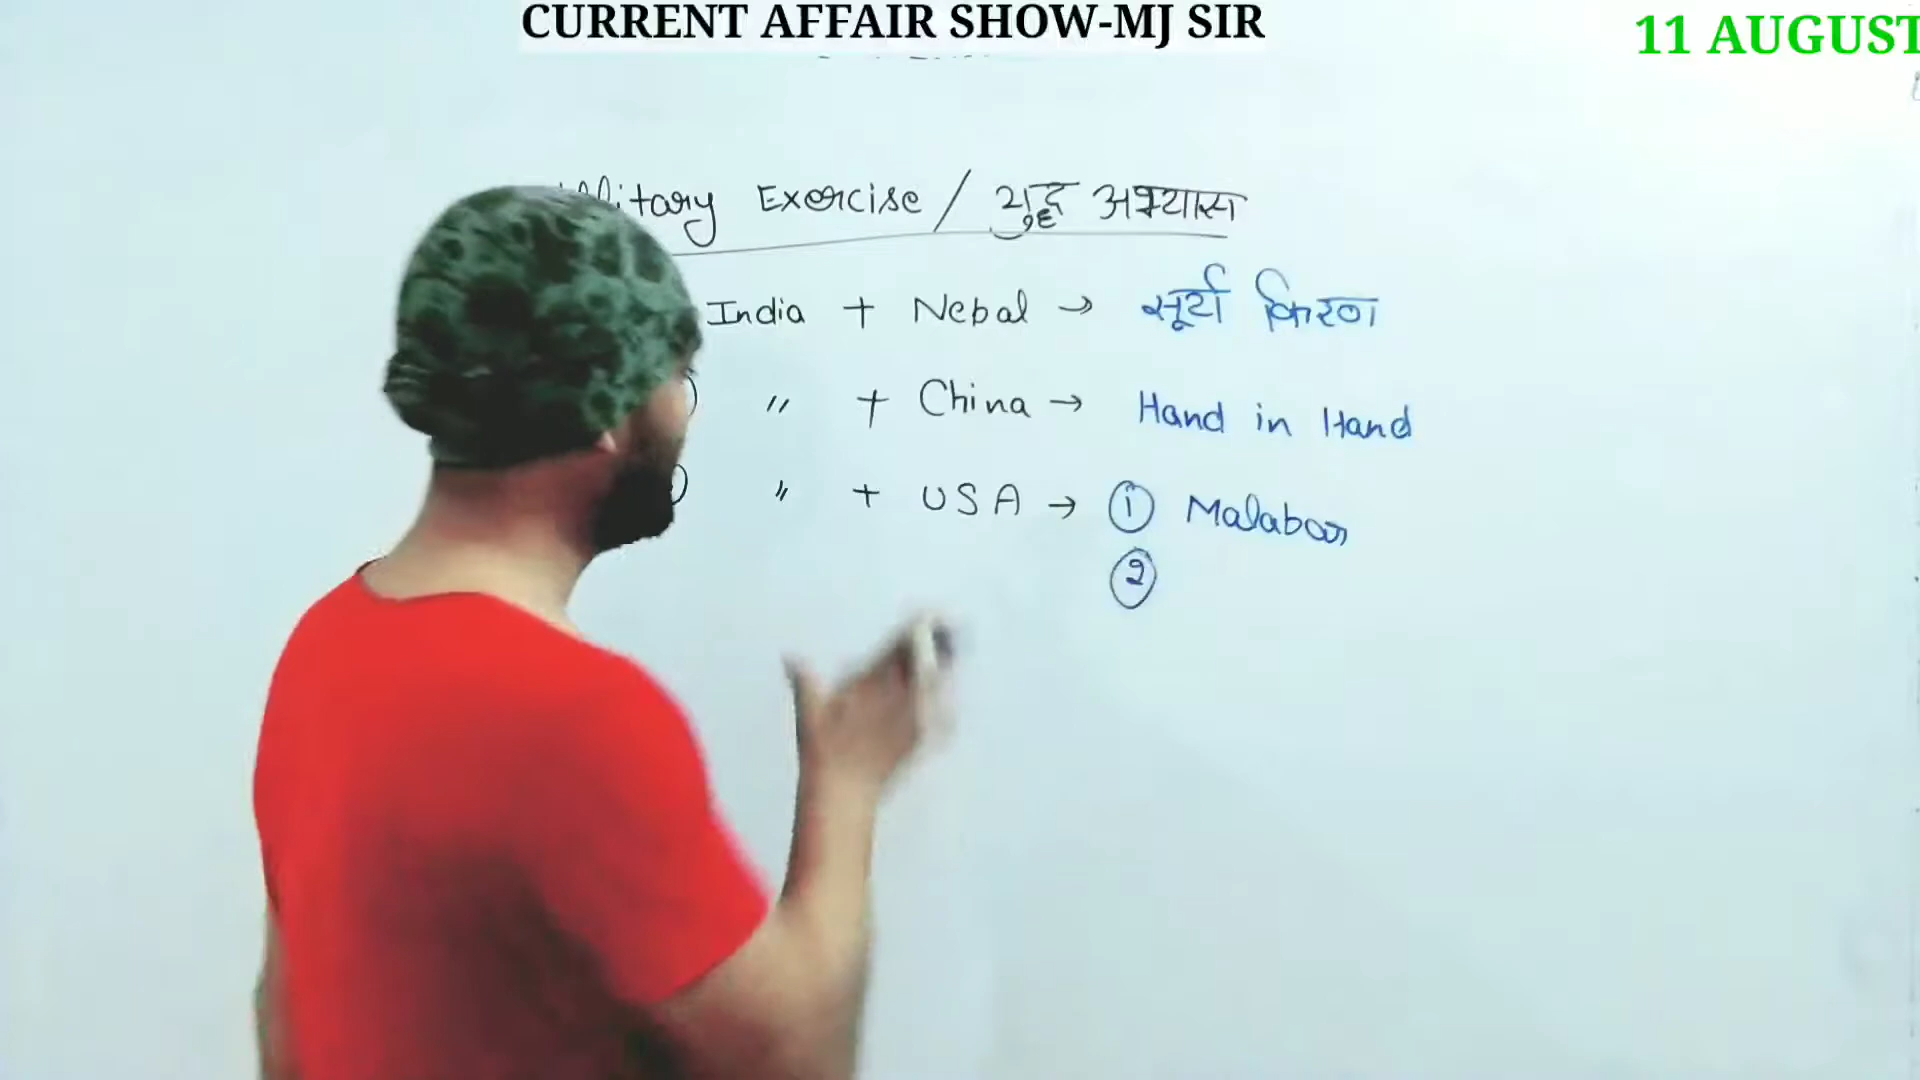 CURRENT AFFAIR SHOW-MJ SIR
11 AUGUST
Exercise / युद्ध अभ्यास
India + Nepal → सूर्य किरण
〃 + China → Hand in Hand
〃 + USA → ① Malabar
②